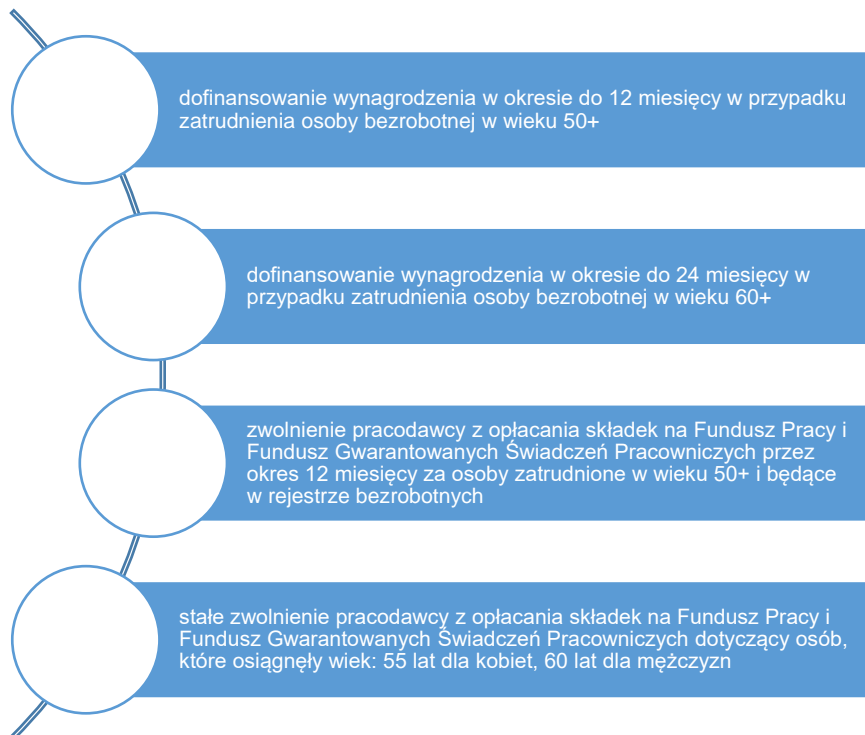 dofinansowanie wynagrodzenia w okresie do 12 miesięcy w przypadku
zatrudnienia osoby bezrobotnej w wieku 50+
dofinansowanie wynagrodzenia w okresie do 24 miesięcy w
przypadku zatrudnienia osoby bezrobotnej w wieku 60+
zwolnienie pracodawcy z opłacania składek na Fundusz Pracy i
Fundusz Gwarantowanych Świadczeń Pracowniczych przez
okres 12 miesięcy za osoby zatrudnione w wieku 50+ i będące
w rejestrze bezrobotnych
stałe zwolnienie pracodawcy z opłacania składek na Fundusz Pracy i
Fundusz Gwarantowanych Świadczeń Pracowniczych dotyczący osób,
które osiągnęły wiek: 55 lat dla kobiet, 60 lat dla mężczyzn